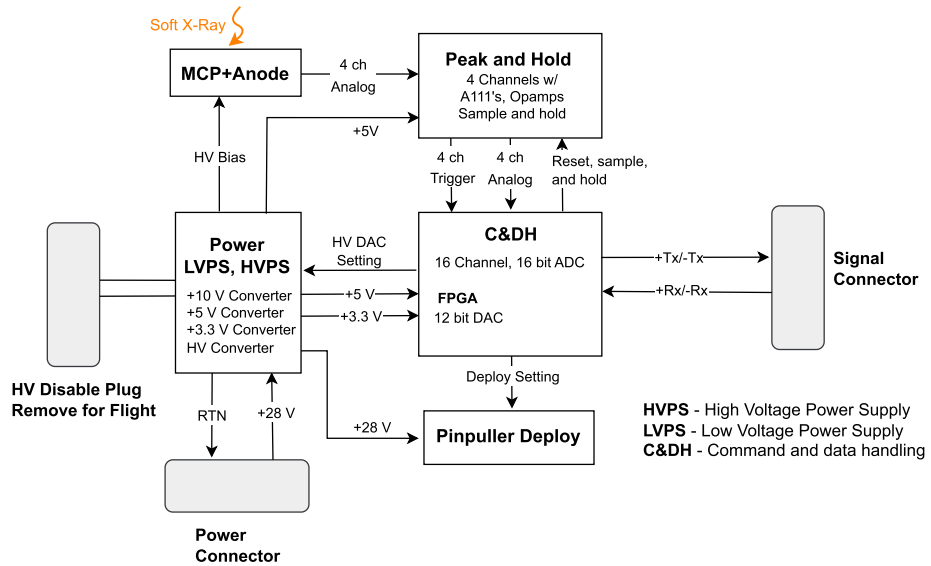 Soft X-Ray
MCP+Anode
4 ch
Analog
Peak and Hold
4 Channels w/
A111's, Opamps
Sample and hold
+5V
HV Bias
4 ch
Trigger
4 ch
Analog
Reset, sample,
and hold
Power
LVPS, HVPS
+10 V Converter
+5 V Converter
+3.3 V Converter
HV Converter
HV DAC
Setting
+5 V
+3.3 V
C&DH
16 Channel, 16 bit ADC
FPGA
12 bit DAC
+Tx/-Tx
+Rx/-Rx
Signal
Connector
HV Disable Plug
Remove for Flight
RTN
+28 V
+28 V
Deploy Setting
Pinpuller Deploy
Power
Connector
HVPS - High Voltage Power Supply
LVPS - Low Voltage Power Supply
C&DH - Command and data handling